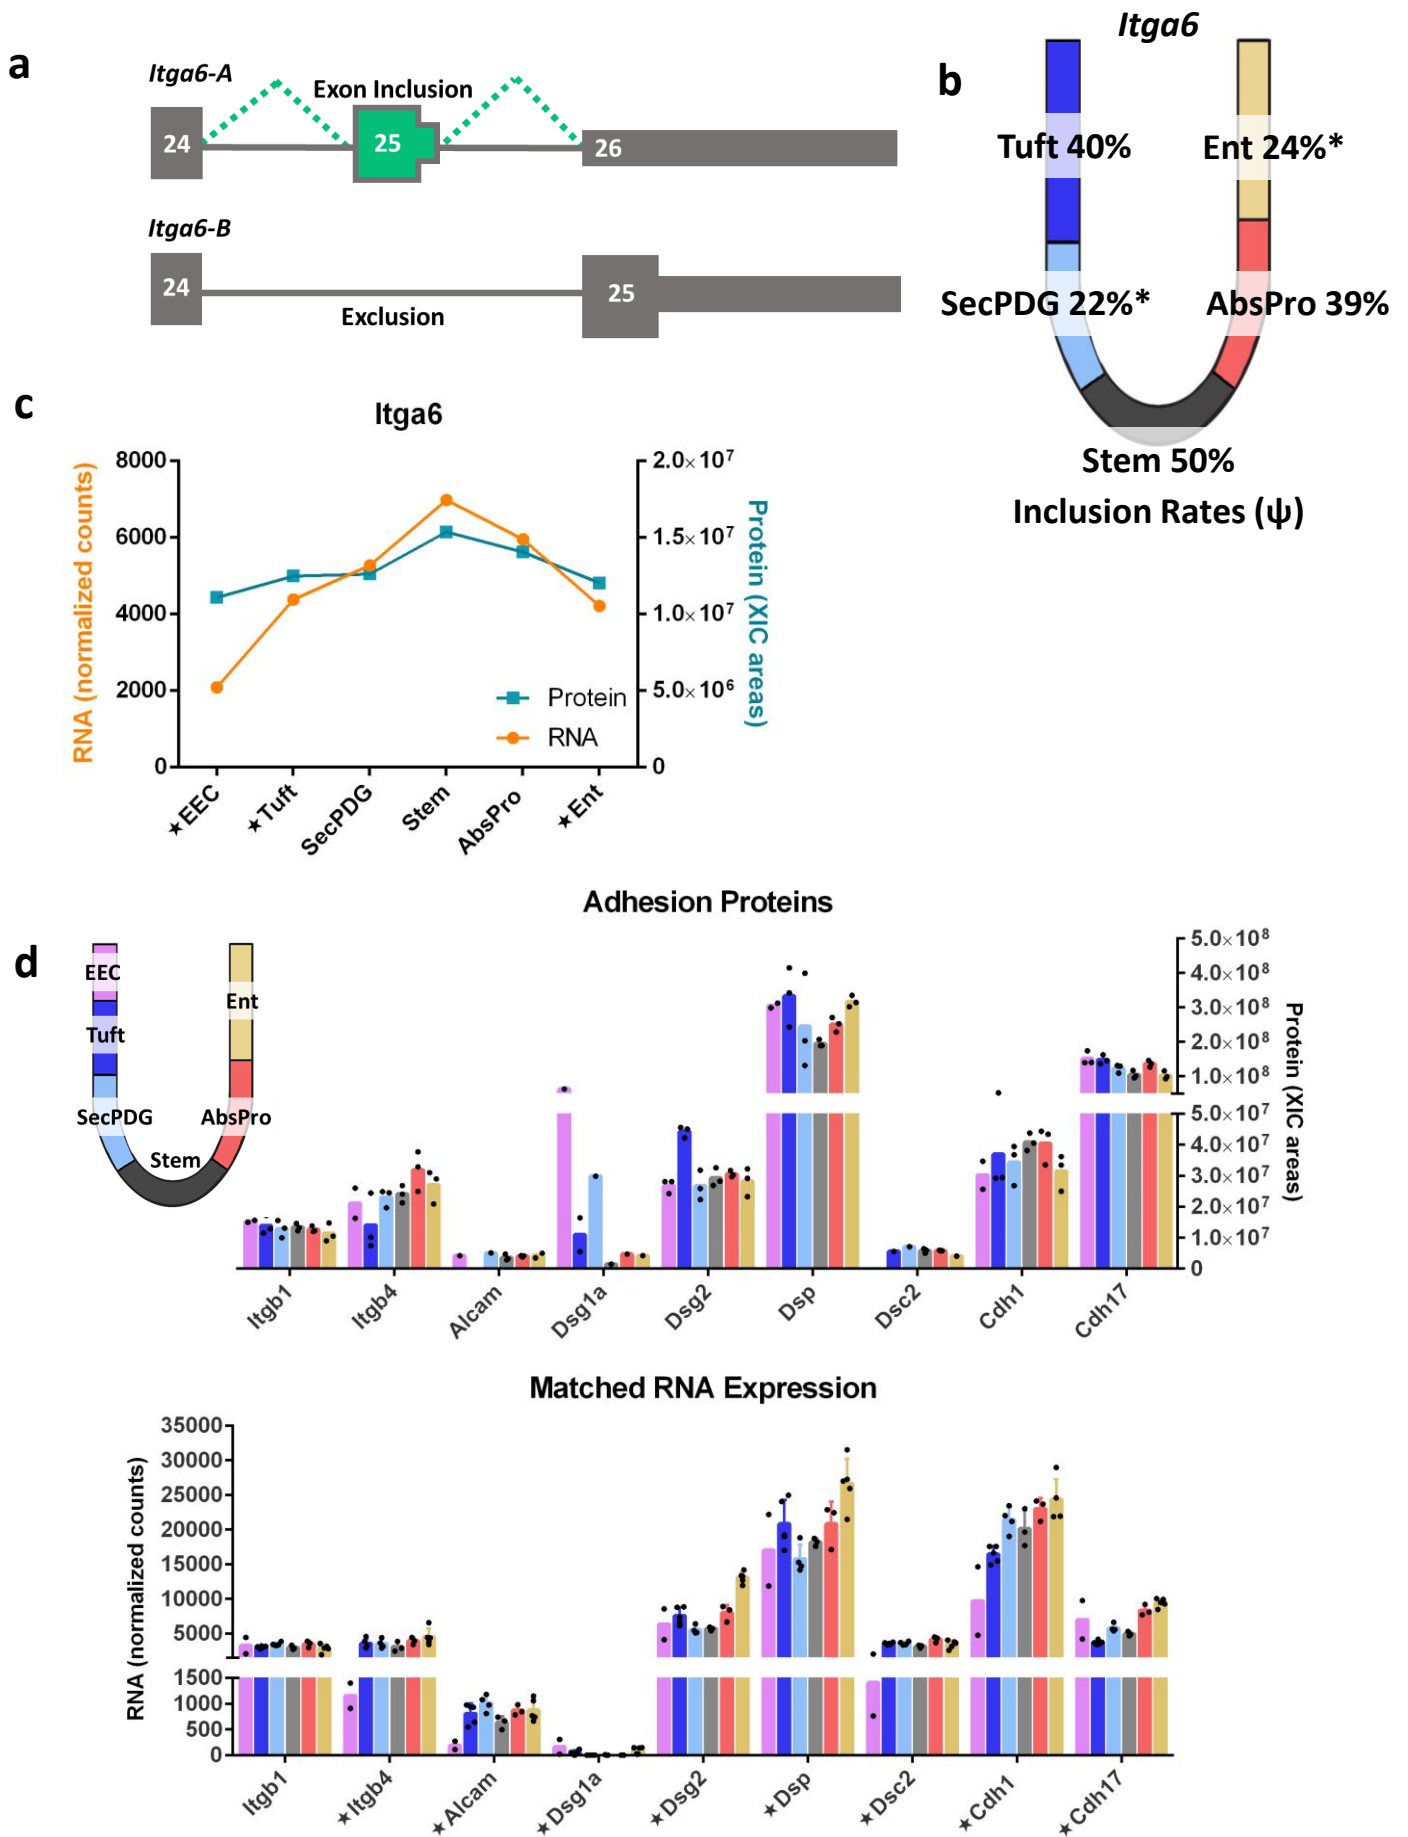 a
Itga6-A
Exon Inclusion
24
25
26
Itga6-B
24
25
Exclusion
b
Itga6
Tuft 40%
Ent 24%*
SecPDG 22%*
AbsPro 39%
Stem 50%
Inclusion Rates (ψ)
c
Itga6
RNA (normalized counts)
8000
6000
4000
2000
0
2.0×10⁷
1.5×10⁷
1.0×10⁷
5.0×10⁶
0
Protein (XIC areas)
Protein
RNA
★EEC
★Tuft
SecPDG
Stem
AbsPro
★Ent
d
EEC
Tuft
SecPDG
Stem
AbsPro
Ent
Adhesion Proteins
5.0×10⁸
4.0×10⁸
3.0×10⁸
2.0×10⁸
1.0×10⁸
5.0×10⁷
4.0×10⁷
3.0×10⁷
2.0×10⁷
1.0×10⁷
0
Protein (XIC areas)
Itgb1
Itgb4
Alcam
Dsg1a
Dsg2
Dsp
Dsc2
Cdh1
Cdh17
Matched RNA Expression
RNA (normalized counts)
35000
30000
25000
20000
15000
10000
5000
1500
1000
500
0
Itgb1
★Itgb4
★Alcam
★Dsg1a
★Dsg2
★Dsp
★Dsc2
★Cdh1
★Cdh17